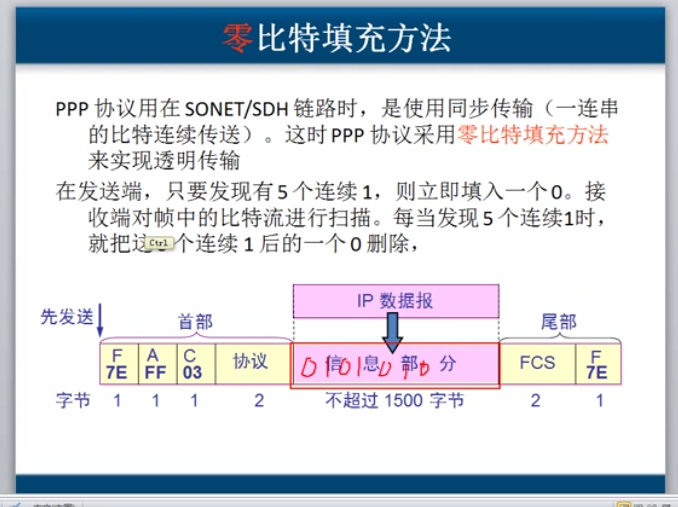 零比特填充方法
PPP 协议用在 SONET/SDH 链路时，是使用同步传输（一连串
的比特连续传送）。这时 PPP 协议采用零比特填充方法
来实现透明传输
在发送端，只要发现有 5 个连续 1，则立即填入一个 0。接
收端对帧中的比特流进行扫描。每当发现 5 个连续1时，
就把这 Ctrl 个连续 1 后的一个 0 删除，
IP 数据报
先发送 首部 尾部
F A C 协议 信息部分 FCS F
7E FF 03 7E
字节 1 1 1 2 不超过 1500 字节 2 1